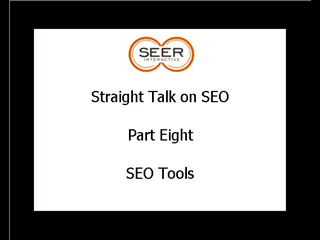 SEER
INTERACTIVE
Straight Talk on SEO
Part Eight
SEO Tools